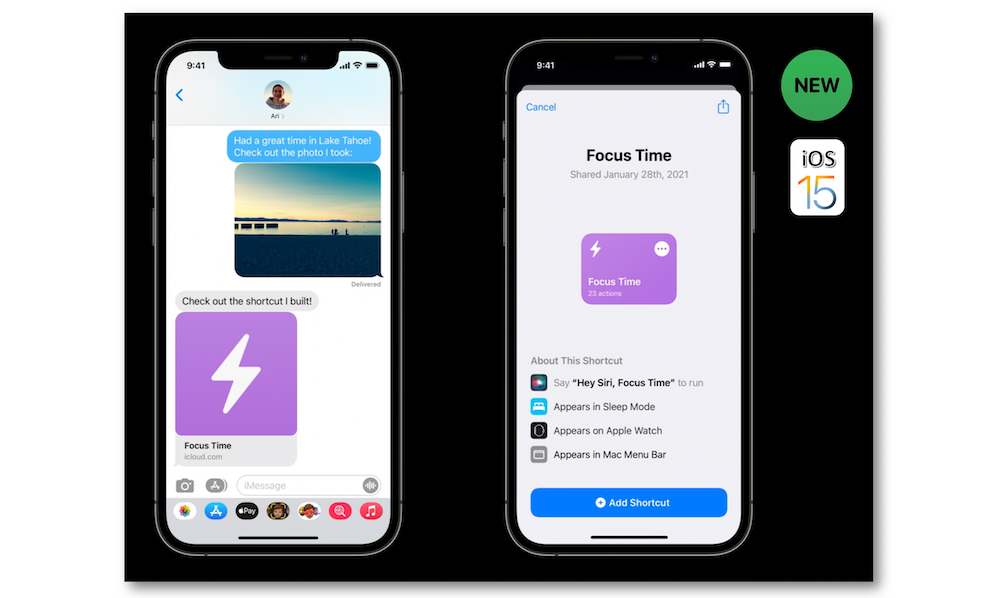 9:41
Ari >
Had a great time in Lake Tahoe!
Check out the photo I took:
Delivered
Check out the shortcut I built!
Focus Time
icloud.com
iMessage
Pay
9:41
Cancel
Focus Time
Shared January 28th, 2021
Focus Time
23 actions
About This Shortcut
Say “Hey Siri, Focus Time” to run
Appears in Sleep Mode
Appears on Apple Watch
Appears in Mac Menu Bar
Add Shortcut
NEW
iOS
15